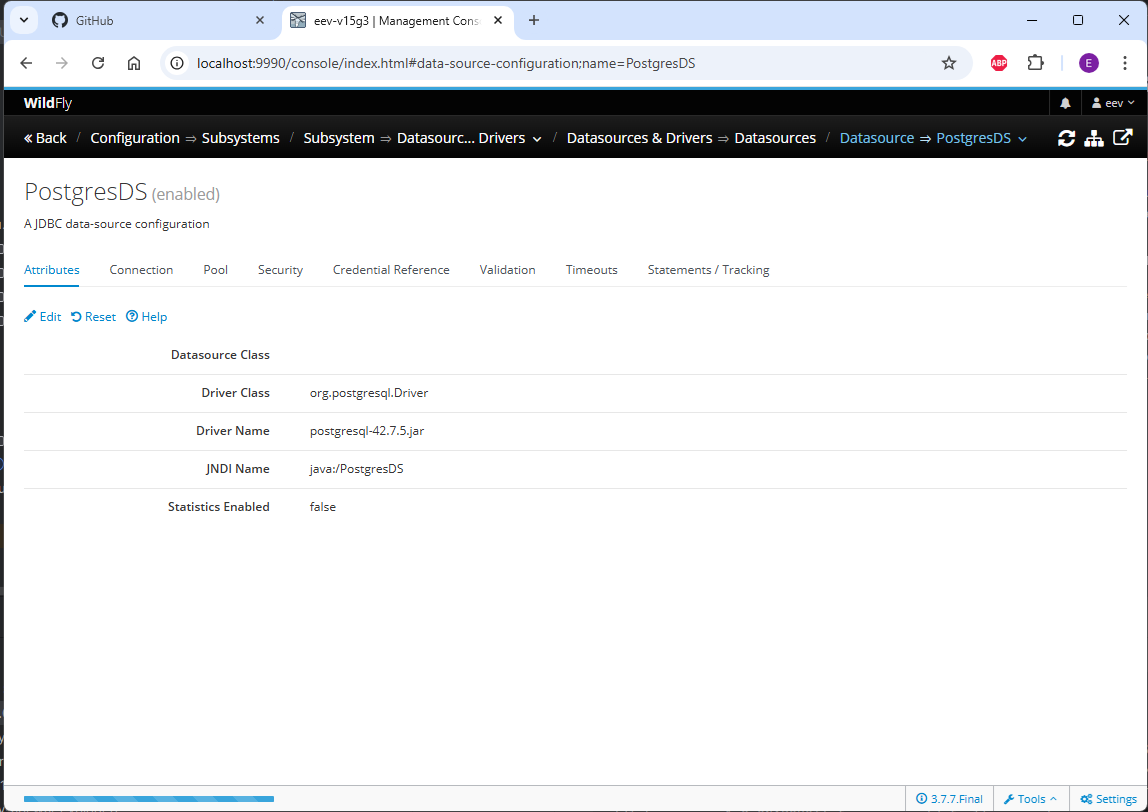 GitHub
eev-v15g3 | Management Cons
localhost:9990/console/index.html#data-source-configuration;name=PostgresDS
ABP
E
WildFly
eev
« Back / Configuration ⇒ Subsystems / Subsystem ⇒ Datasourc... Drivers / Datasources & Drivers ⇒ Datasources / Datasource ⇒ PostgresDS
PostgresDS (enabled)
A JDBC data-source configuration
Attributes Connection Pool Security Credential Reference Validation Timeouts Statements / Tracking
Edit Reset Help
Datasource Class
Driver Class org.postgresql.Driver
Driver Name postgresql-42.7.5.jar
JNDI Name java:/PostgresDS
Statistics Enabled false
3.7.7.Final Tools Settings